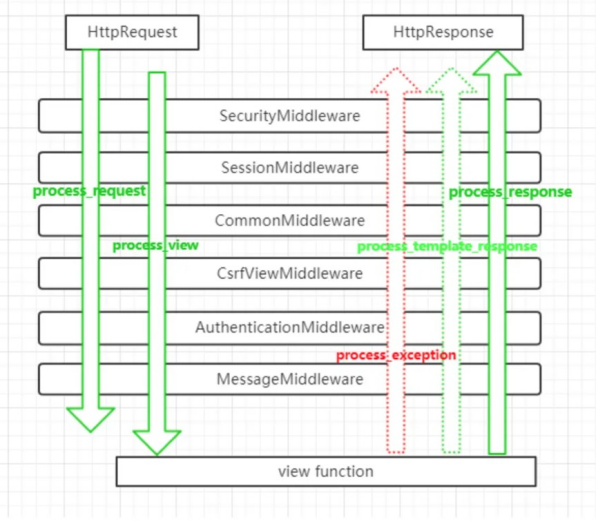 HttpRequest
HttpResponse
SecurityMiddleware
SessionMiddleware
process_request
process_response
CommonMiddleware
process_view
process_template_response
CsrfViewMiddleware
AuthenticationMiddleware
process_exception
MessageMiddleware
view function